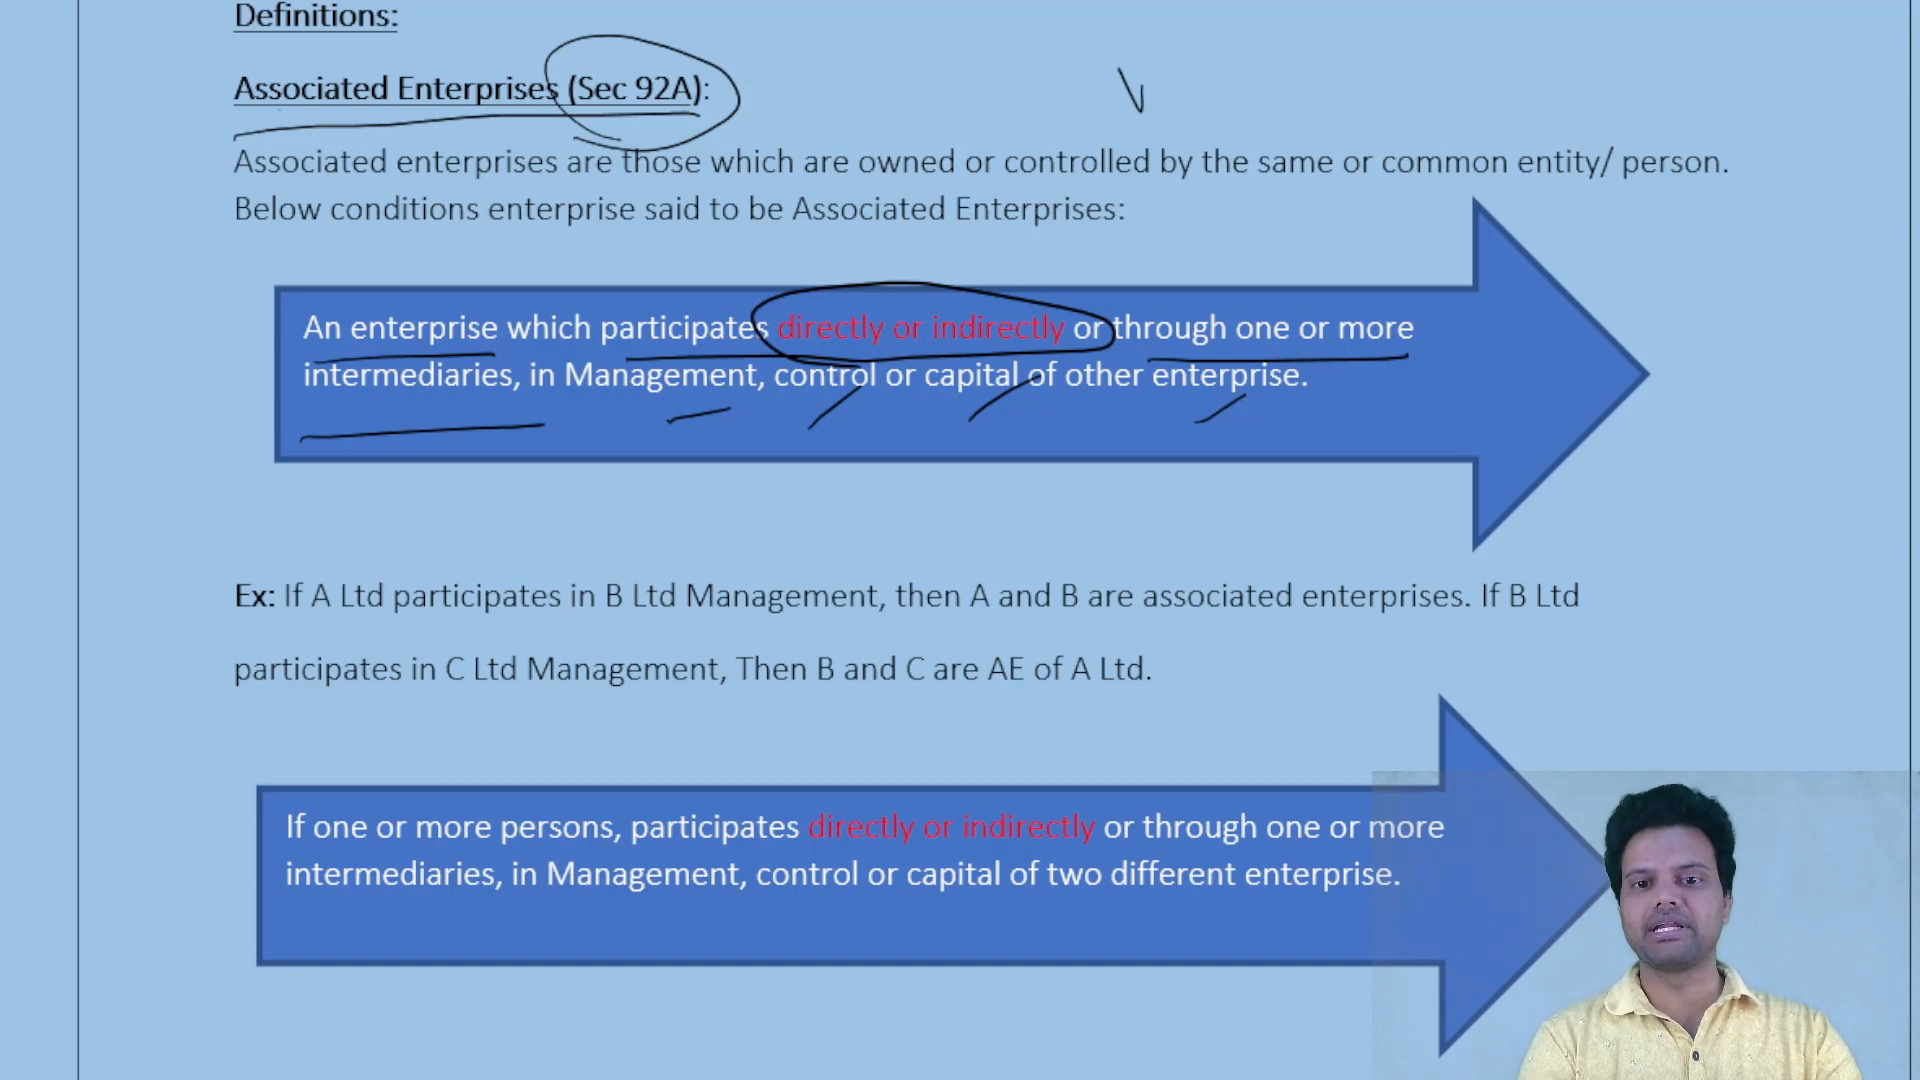 Definitions:
Associated Enterprises (Sec 92A):
Associated enterprises are those which are owned or controlled by the same or common entity/ person.
Below conditions enterprise said to be Associated Enterprises:
An enterprise which participates directly or indirectly or through one or more
intermediaries, in Management, control or capital of other enterprise.
Ex: If A Ltd participates in B Ltd Management, then A and B are associated enterprises. If B Ltd
participates in C Ltd Management, Then B and C are AE of A Ltd.
If one or more persons, participates directly or indirectly or through one or more
intermediaries, in Management, control or capital of two different enterprise.